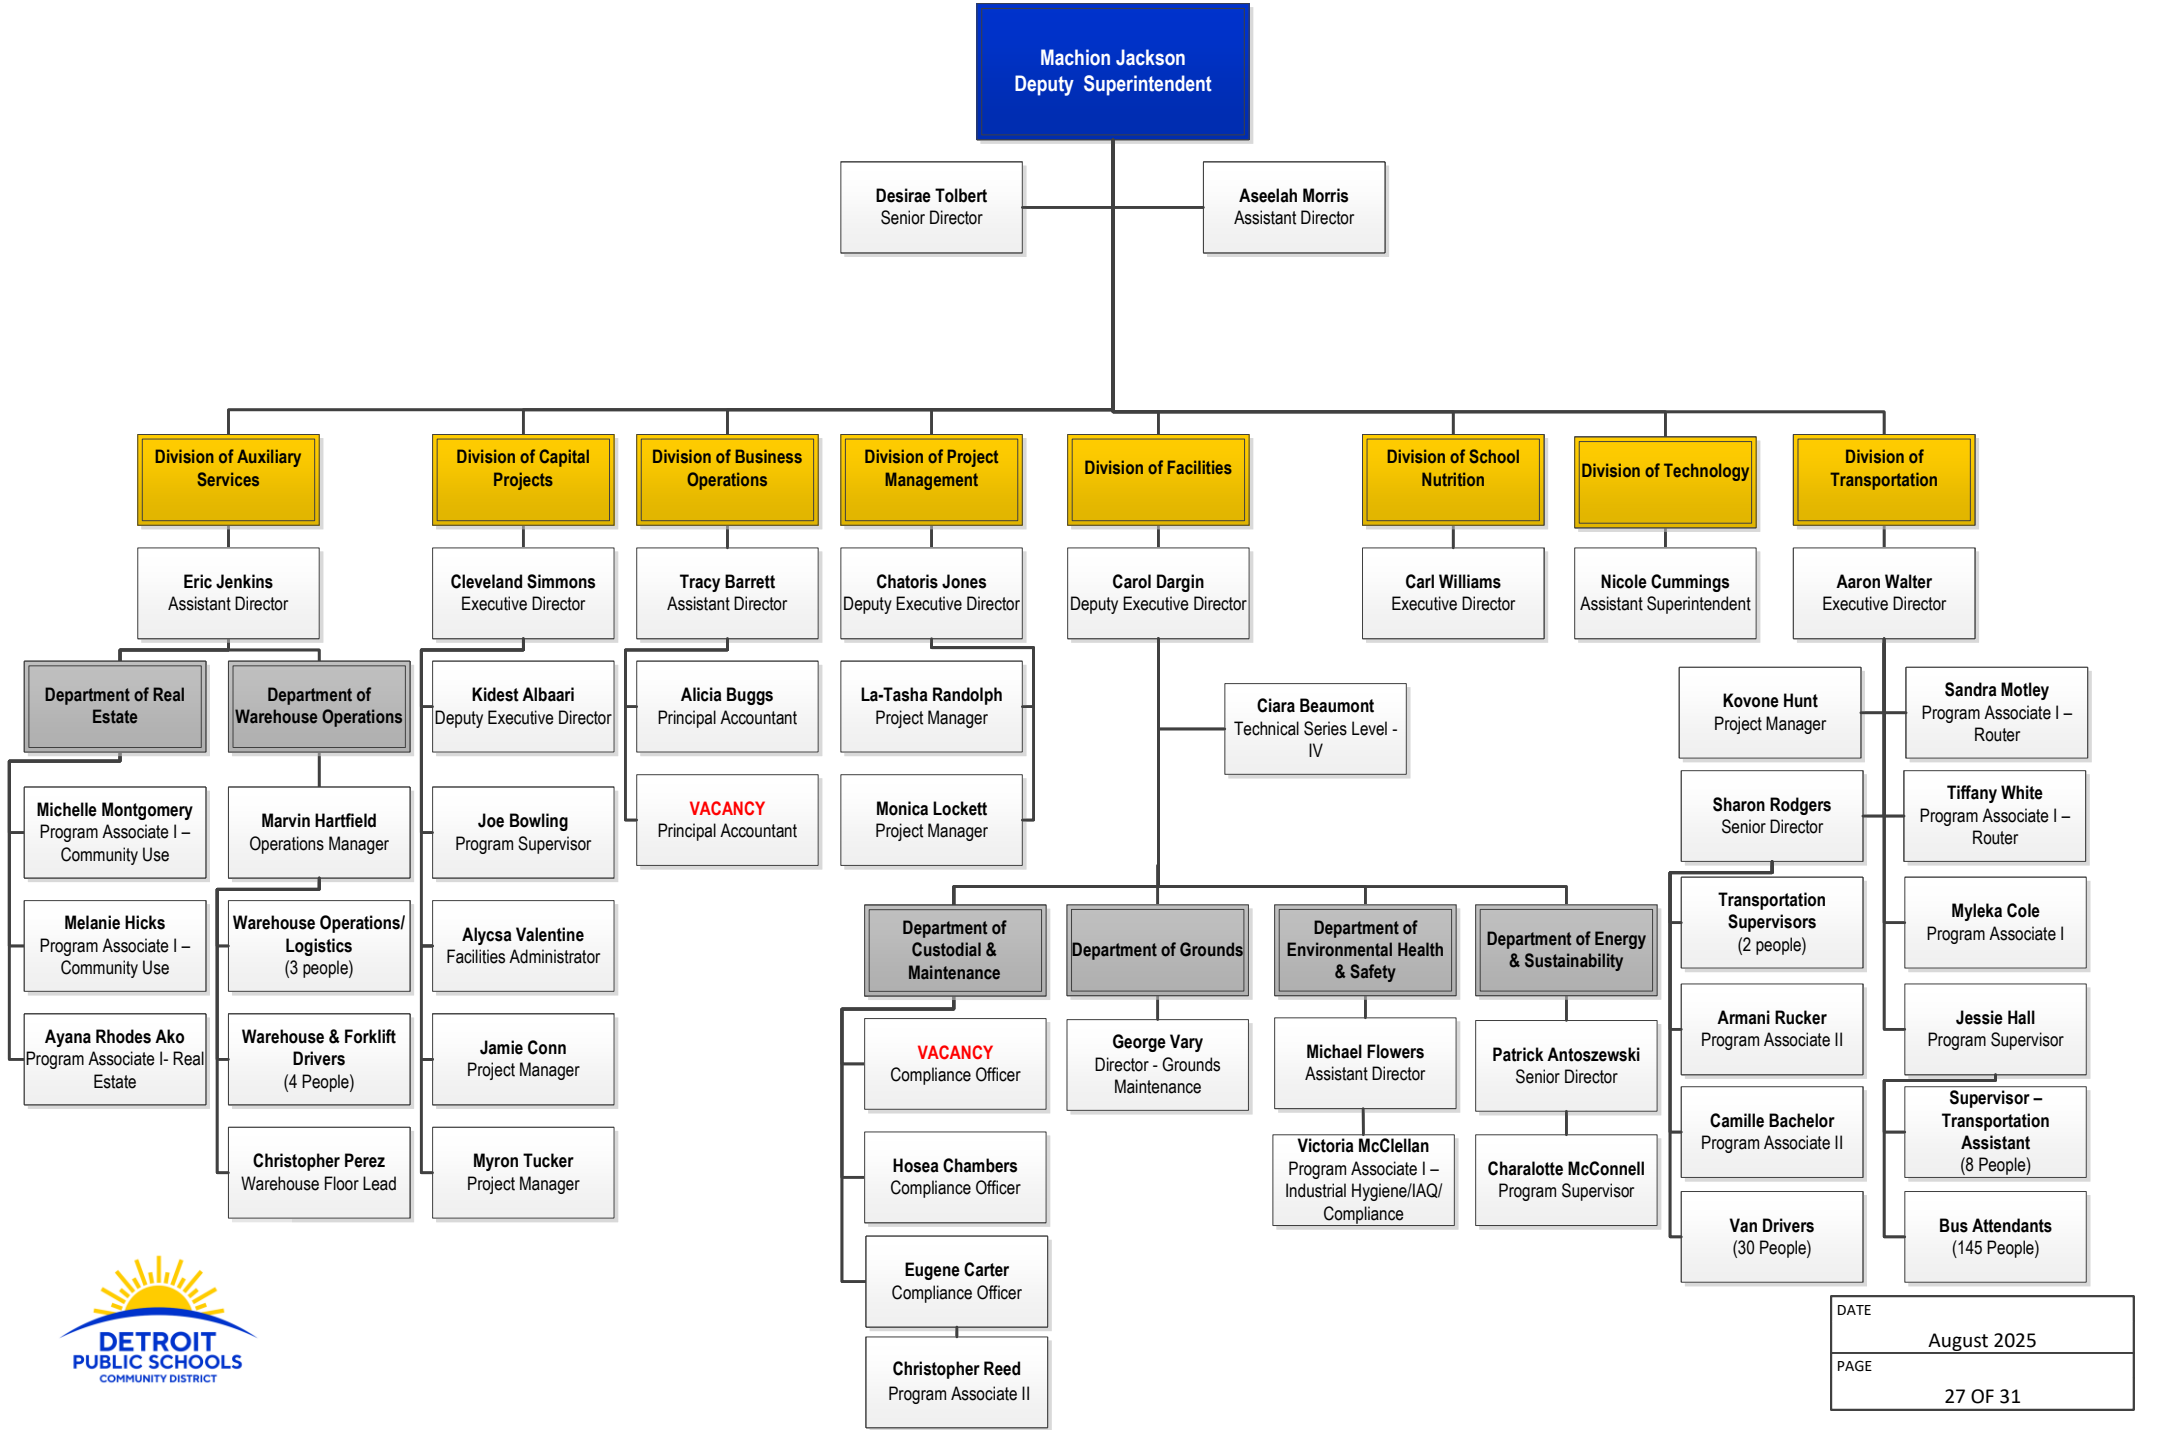 Machion Jackson
Deputy Superintendent
Desirae Tolbert
Senior Director
Aseelah Morris
Assistant Director
Division of Auxiliary
Services
Division of Capital
Projects
Division of Business
Operations
Division of Project
Management
Division of Facilities
Division of School
Nutrition
Division of Technology
Division of
Transportation
Eric Jenkins
Assistant Director
Cleveland Simmons
Executive Director
Tracy Barrett
Assistant Director
Chatoris Jones
Deputy Executive Director
Carol Dargin
Deputy Executive Director
Carl Williams
Executive Director
Nicole Cummings
Assistant Superintendent
Aaron Walter
Executive Director
Department of Real
Estate
Department of
Warehouse Operations
Kidest Albaari
Deputy Executive Director
Alicia Buggs
Principal Accountant
La-Tasha Randolph
Project Manager
Ciara Beaumont
Technical Series Level -
IV
Kovone Hunt
Project Manager
Sandra Motley
Program Associate I –
Router
Michelle Montgomery
Program Associate I –
Community Use
Marvin Hartfield
Operations Manager
Joe Bowling
Program Supervisor
VACANCY
Principal Accountant
Monica Lockett
Project Manager
Sharon Rodgers
Senior Director
Tiffany White
Program Associate I –
Router
Melanie Hicks
Program Associate I –
Community Use
Warehouse Operations/
Logistics
(3 people)
Alycsa Valentine
Facilities Administrator
Department of
Custodial &
Maintenance
Department of Grounds
Department of
Environmental Health
& Safety
Department of Energy
& Sustainability
Transportation
Supervisors
(2 people)
Myleka Cole
Program Associate I
Ayana Rhodes Ako
Program Associate I- Real
Estate
Warehouse & Forklift
Drivers
(4 People)
Jamie Conn
Project Manager
VACANCY
Compliance Officer
George Vary
Director - Grounds
Maintenance
Michael Flowers
Assistant Director
Patrick Antoszewski
Senior Director
Armani Rucker
Program Associate II
Jessie Hall
Program Supervisor
Christopher Perez
Warehouse Floor Lead
Myron Tucker
Project Manager
Hosea Chambers
Compliance Officer
Victoria McClellan
Program Associate I –
Industrial Hygiene/IAQ/
Compliance
Charalotte McConnell
Program Supervisor
Camille Bachelor
Program Associate II
Supervisor –
Transportation
Assistant
(8 People)
Eugene Carter
Compliance Officer
Van Drivers
(30 People)
Bus Attendants
(145 People)
Christopher Reed
Program Associate II
DETROIT
PUBLIC SCHOOLS
COMMUNITY DISTRICT
DATE
August 2025
PAGE
27 OF 31